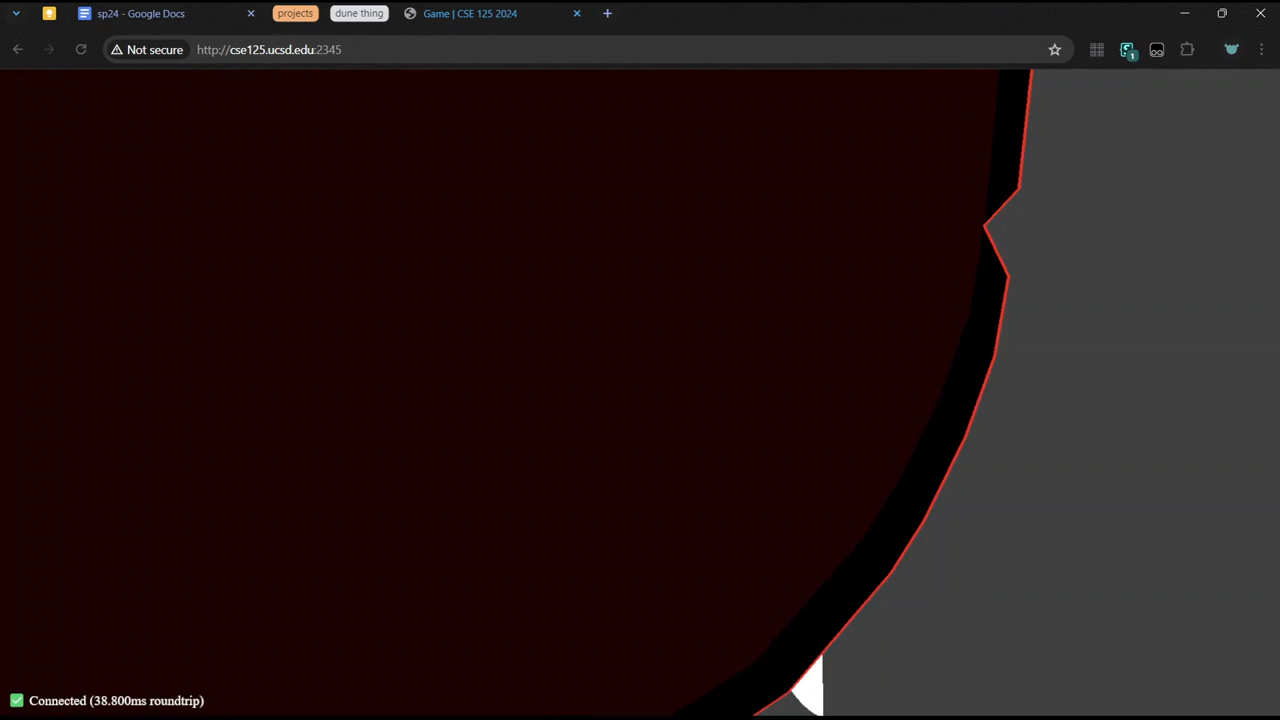 sp24 - Google Docs
projects
dune thing
Game | CSE 125 2024
Not secure
http://cse125.ucsd.edu:2345
1
✅ Connected (38.800ms roundtrip)